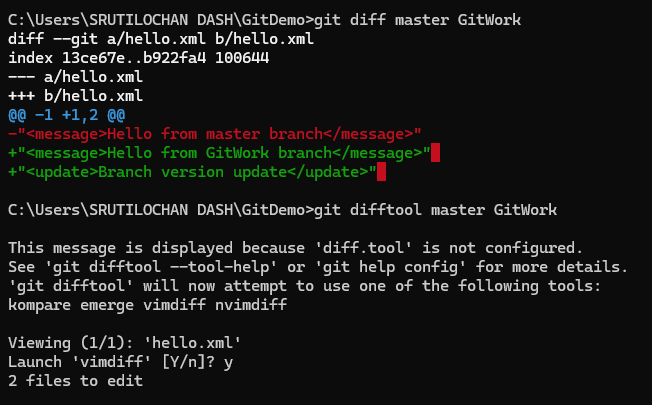 C:\Users\SRUTILOCHAN DASH\GitDemo>git diff master GitWork
diff --git a/hello.xml b/hello.xml
index 13ce67e..b922fa4 100644
--- a/hello.xml
+++ b/hello.xml
@@ -1 +1,2 @@
-"<message>Hello from master branch</message>"
+"<message>Hello from GitWork branch</message>"
+"<update>Branch version update</update>"
C:\Users\SRUTILOCHAN DASH\GitDemo>git difftool master GitWork
This message is displayed because 'diff.tool' is not configured.
See 'git difftool --tool-help' or 'git help config' for more details.
'git difftool' will now attempt to use one of the following tools:
kompare emerge vimdiff nvimdiff
Viewing (1/1): 'hello.xml'
Launch 'vimdiff' [Y/n]? y
2 files to edit